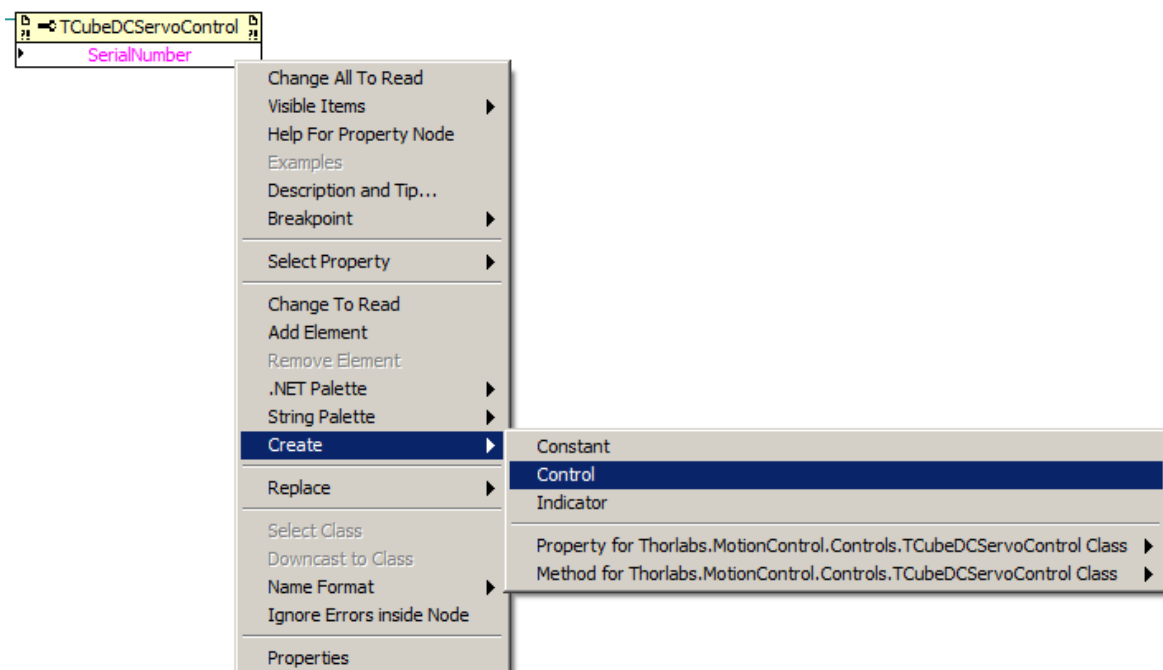 TCubeDCServoControl
SerialNumber
Change All To Read
Visible Items
Help For Property Node
Examples
Description and Tip...
Breakpoint
Select Property
Change To Read
Add Element
Remove Element
.NET Palette
String Palette
Create
Replace
Select Class
Downcast to Class
Name Format
Ignore Errors inside Node
Properties
Constant
Control
Indicator
Property for Thorlabs.MotionControl.Controls.TCubeDCServoControl Class
Method for Thorlabs.MotionControl.Controls.TCubeDCServoControl Class